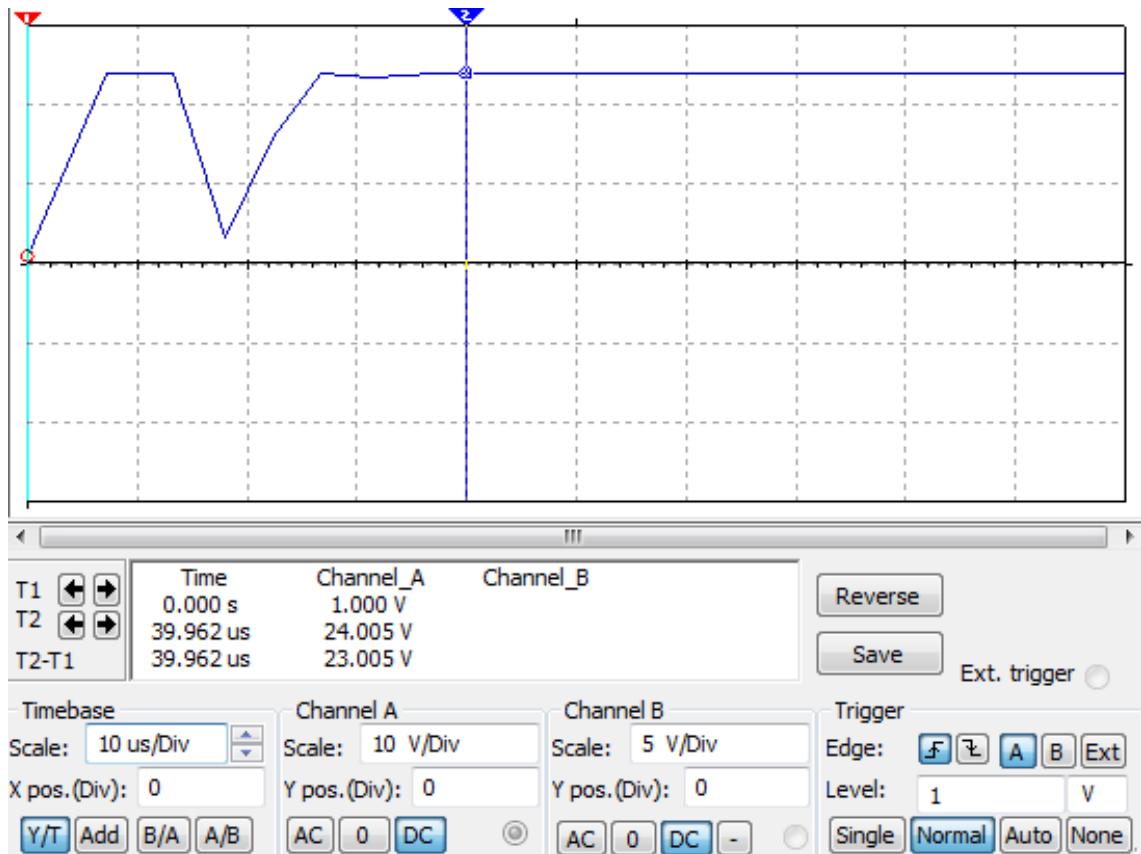 1
2
Time Channel_A Channel_B
T1 0.000 s 1.000 V
T2 39.962 us 24.005 V
T2-T1 39.962 us 23.005 V
Reverse
Save
Ext. trigger
Timebase
Scale: 10 us/Div
X pos.(Div): 0
Y/T Add B/A A/B
Channel A
Scale: 10 V/Div
Y pos.(Div): 0
AC 0 DC
Channel B
Scale: 5 V/Div
Y pos.(Div): 0
AC 0 DC -
Trigger
Edge: A B Ext
Level: 1 V
Single Normal Auto None